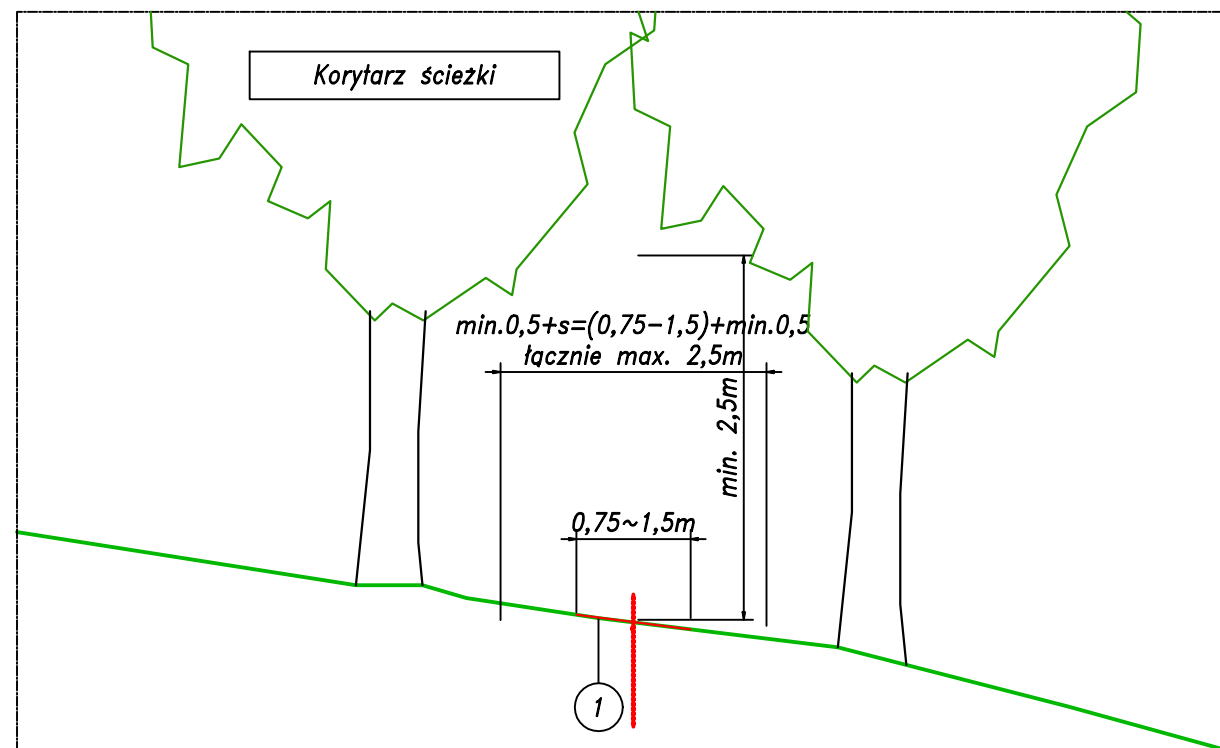 Korytarz ścieżki
min.0,5+s=(0,75-1,5)+min.0,5
łącznie max. 2,5m
min. 2,5m
0,75~1,5m
1